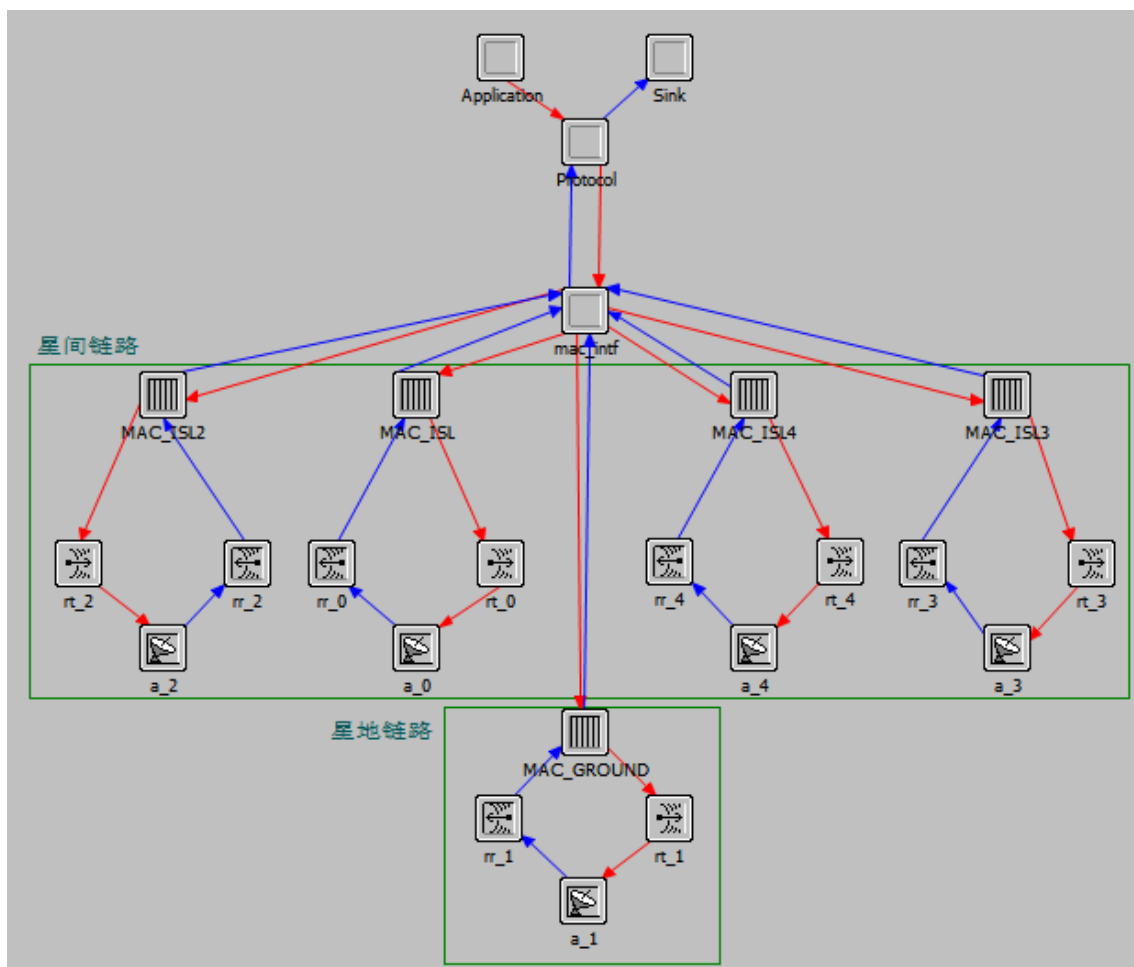 Application
Sink
Protocol
mac_intf
星间链路
MAC_ISL2
MAC_ISL
MAC_ISL4
MAC_ISL3
rt_2
rr_2
rr_0
rt_0
rr_4
rt_4
rr_3
rt_3
a_2
a_0
a_4
a_3
星地链路
MAC_GROUND
rr_1
rt_1
a_1